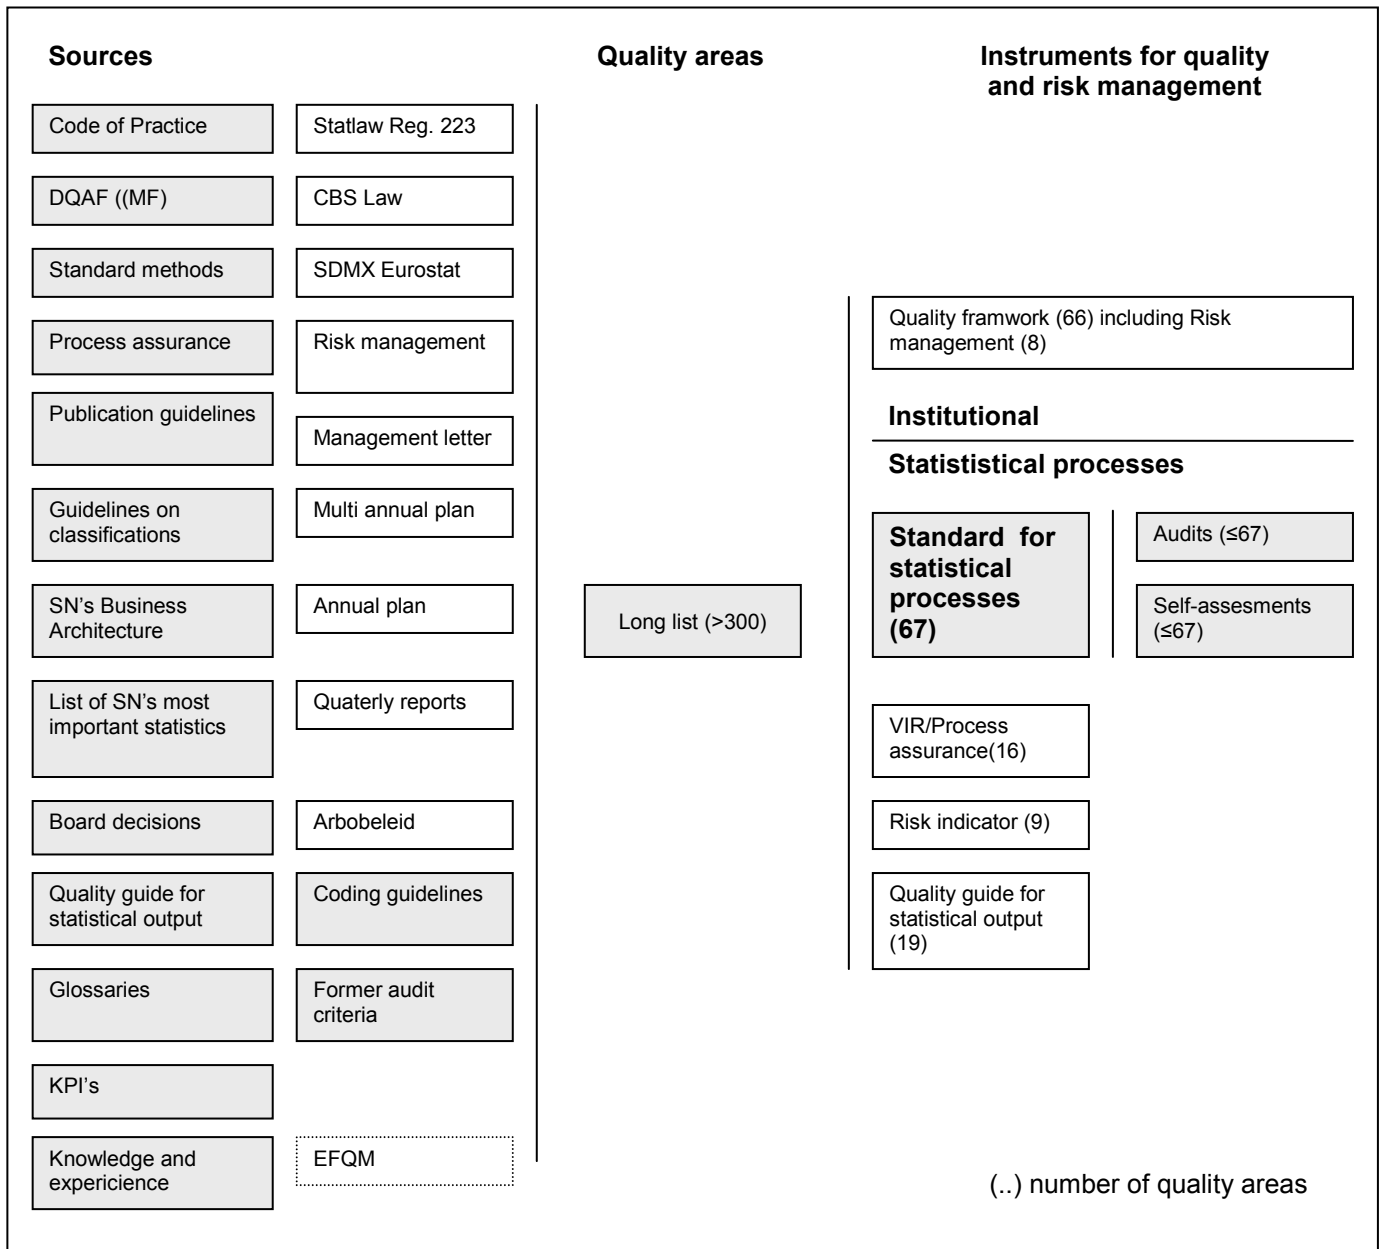 Sources
Quality areas
Instruments for quality
and risk management
Code of Practice
Statlaw Reg. 223
DQAF ((MF)
CBS Law
Standard methods
SDMX Eurostat
Process assurance
Risk management
Publication guidelines
Management letter
Guidelines on
classifications
Multi annual plan
SN's Business
Architecture
Annual plan
List of SN's most
important statistics
Quaterly reports
Board decisions
Arbobeleid
Quality guide for
statistical output
Coding guidelines
Glossaries
Former audit
criteria
KPI's
Knowledge and
expericience
EFQM
Long list (>300)
Quality framwork (66) including Risk
management (8)
Institutional
Statististical processes
Standard for
statistical
processes
(67)
Audits (≤67)
Self-assesments
(≤67)
VIR/Process
assurance(16)
Risk indicator (9)
Quality guide for
statistical output
(19)
(..) number of quality areas